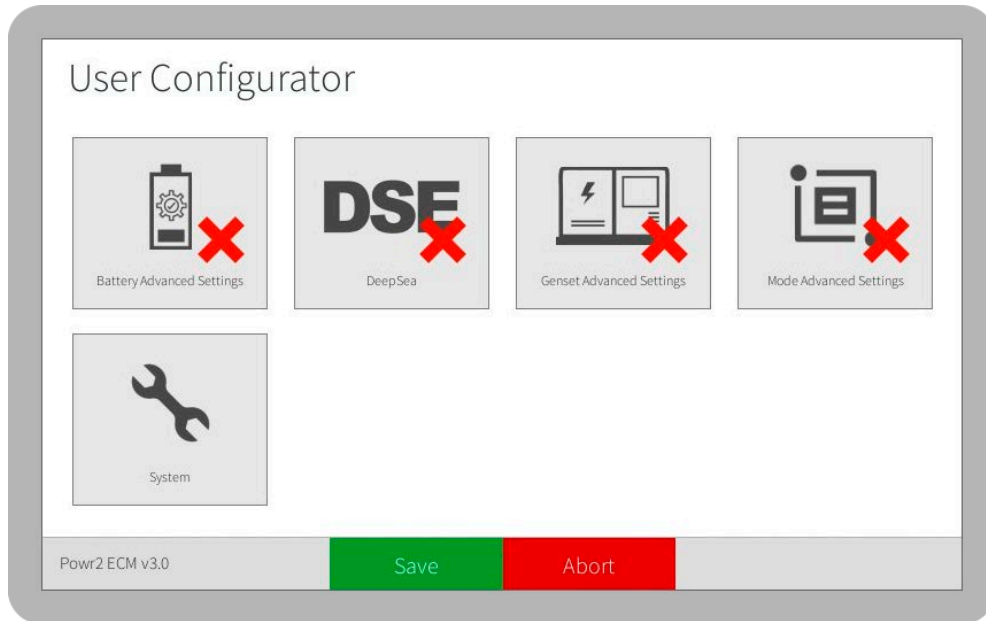 User Configurator
DSE
Battery Advanced Settings
DeepSea
Genset Advanced Settings
Mode Advanced Settings
System
Powr2 ECM v3.0
Save
Abort